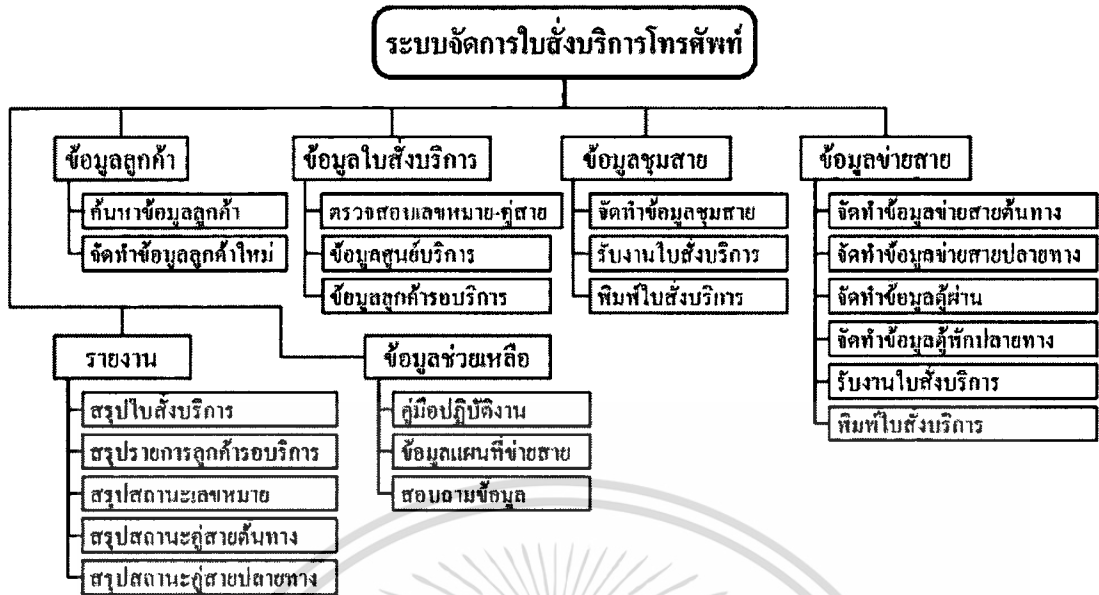 ระบบจัดการใบสั่งบริการโทรศัพท์
ข้อมูลลูกค้า
ค้นหาข้อมูลลูกค้า
จัดทำข้อมูลลูกค้าใหม่
ข้อมูลใบสั่งบริการ
ตรวจสอบเลขหมาย-คู่สาย
ข้อมูลศูนย์บริการ
ข้อมูลลูกค้ารอบริการ
ข้อมูลชุมสาย
จัดทำข้อมูลชุมสาย
รับงานใบสั่งบริการ
พิมพ์ใบสั่งบริการ
ข้อมูลข่ายสาย
จัดทำข้อมูลข่ายสายต้นทาง
จัดทำข้อมูลข่ายสายปลายทาง
จัดทำข้อมูลตู้ผ่าน
จัดทำข้อมูลตู้พักปลายทาง
รับงานใบสั่งบริการ
พิมพ์ใบสั่งบริการ
รายงาน
สรุปใบสั่งบริการ
สรุปรายการลูกค้ารอบริการ
สรุปสถานะเลขหมาย
สรุปสถานะคู่สายต้นทาง
สรุปสถานะคู่สายปลายทาง
ข้อมูลช่วยเหลือ
คู่มือปฏิบัติงาน
ข้อมูลแผนที่ข่ายสาย
สอบถามข้อมูล